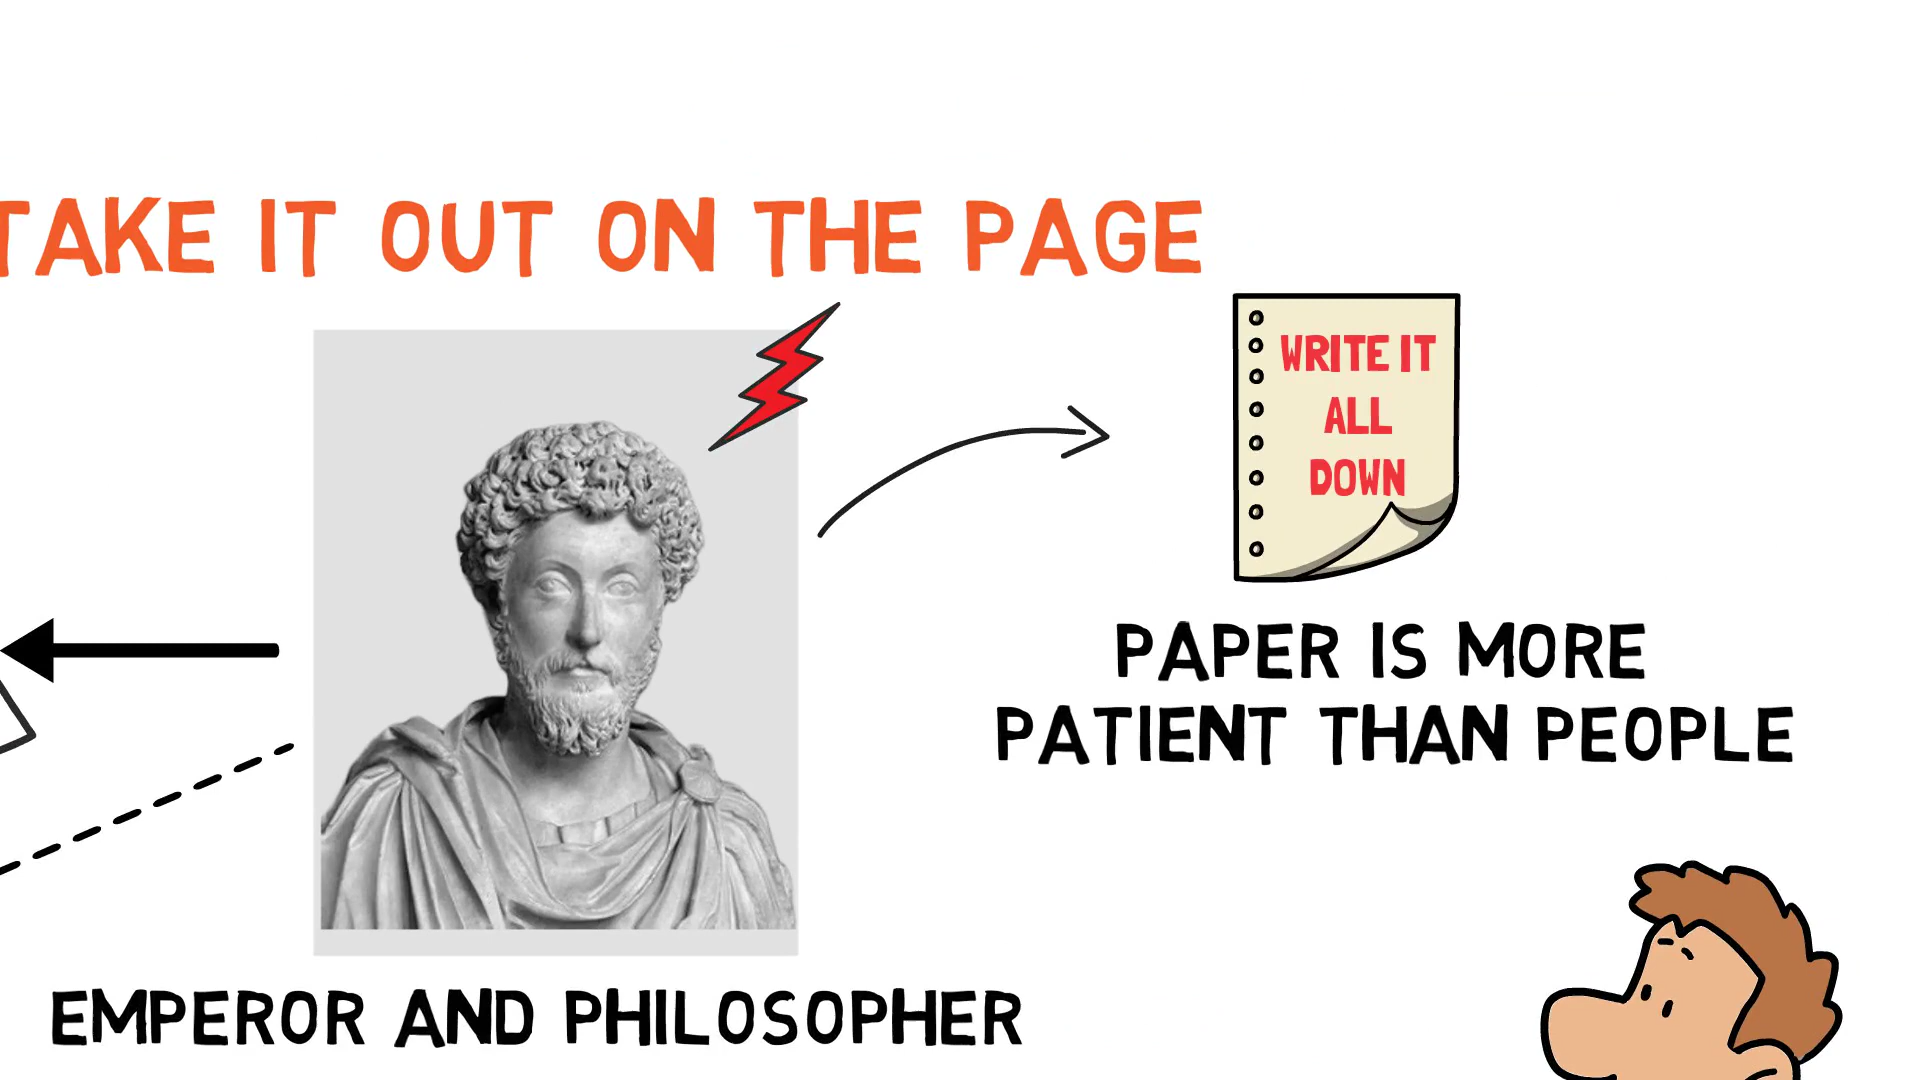 TAKE IT OUT ON THE PAGE
WRITE IT
ALL
DOWN
PAPER IS MORE
PATIENT THAN PEOPLE
EMPEROR AND PHILOSOPHER